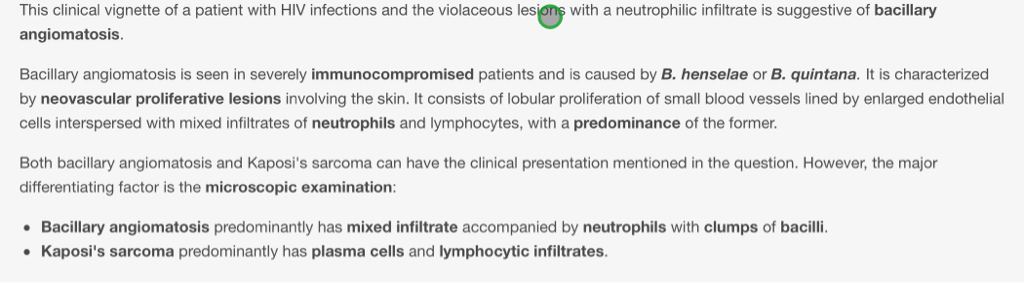 This clinical vignette of a patient with HIV infections and the violaceous lesions with a neutrophilic infiltrate is suggestive of bacillary
angiomatosis.
Bacillary angiomatosis is seen in severely immunocompromised patients and is caused by B. henselae or B. quintana. It is characterized
by neovascular proliferative lesions involving the skin. It consists of lobular proliferation of small blood vessels lined by enlarged endothelial
cells interspersed with mixed infiltrates of neutrophils and lymphocytes, with a predominance of the former.
Both bacillary angiomatosis and Kaposi's sarcoma can have the clinical presentation mentioned in the question. However, the major
differentiating factor is the microscopic examination:
• Bacillary angiomatosis predominantly has mixed infiltrate accompanied by neutrophils with clumps of bacilli.
• Kaposi's sarcoma predominantly has plasma cells and lymphocytic infiltrates.